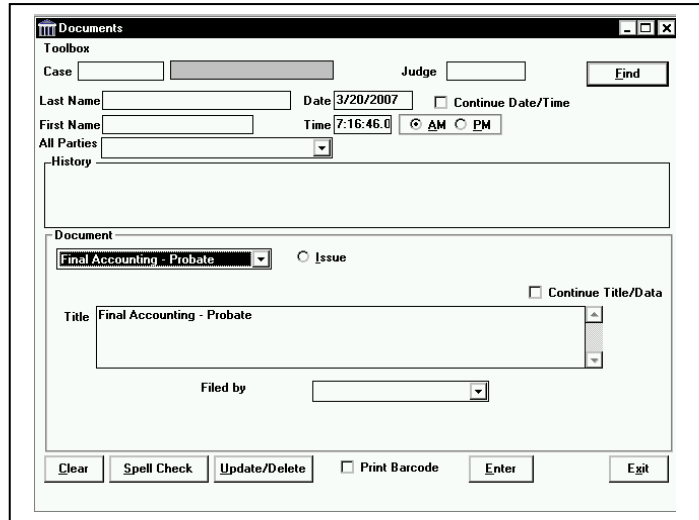 Documents
Toolbox
Case Judge Find
Last Name Date 3/20/2007 Continue Date/Time
First Name Time 7:16:46.0 AM PM
All Parties
History
Document
Final Accounting - Probate Issue
Continue Title/Data
Title Final Accounting - Probate
Filed by
Clear Spell Check Update/Delete Print Barcode Enter Exit